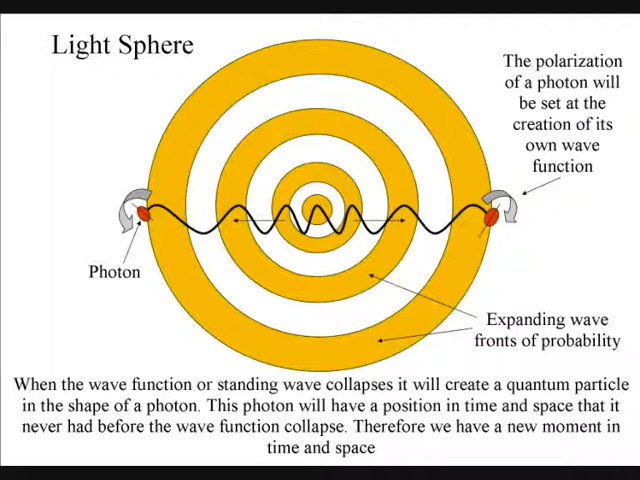 Light Sphere
The polarization
of a photon will
be set at the
creation of its
own wave
function
Photon
Expanding wave
fronts of probability
When the wave function or standing wave collapses it will create a quantum particle
in the shape of a photon. This photon will have a position in time and space that it
never had before the wave function collapse. Therefore we have a new moment in
time and space